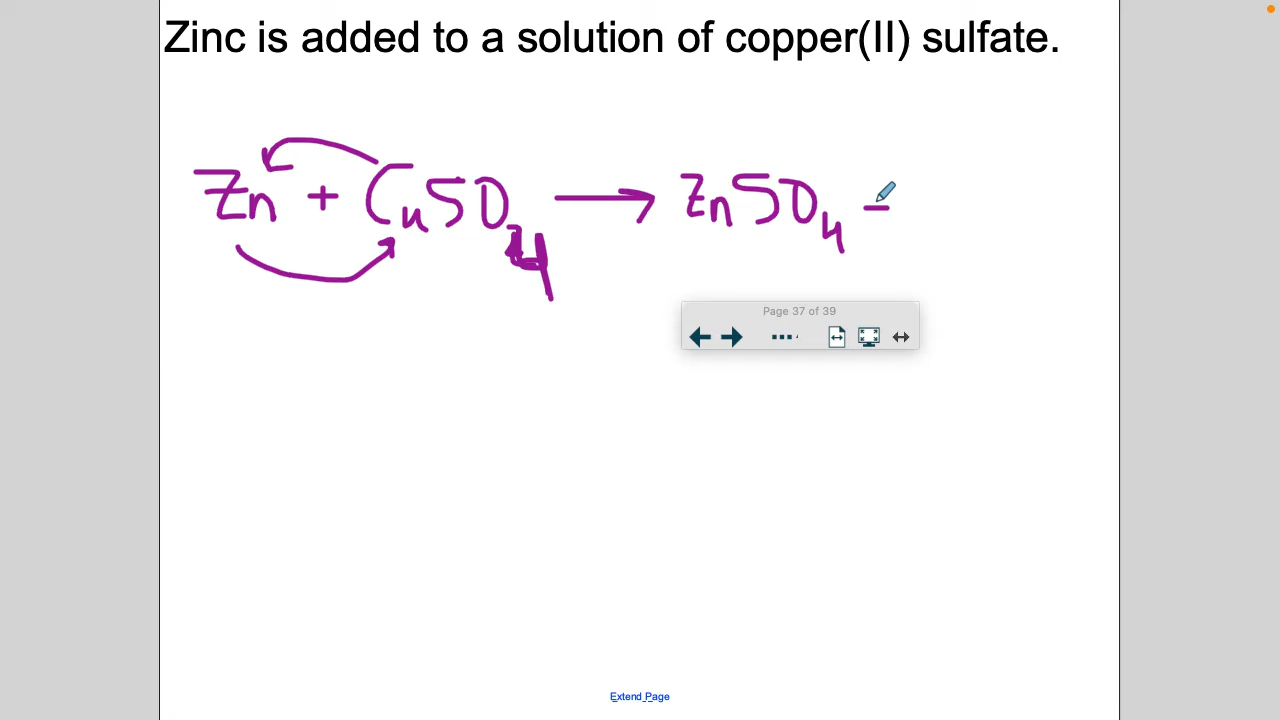 Zinc is added to a solution of copper(II) sulfate.
Zn + CuSO4 → ZnSO4 -
Page 37 of 39
Extend Page